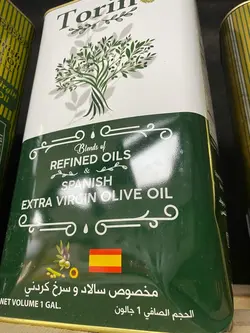 Torin
Blends of
REFINED OILS
&
SPANISH
EXTRA VIRGIN OLIVE OIL
مخصوص سالاد و سرخ کردنی
NET VOLUME 1 GAL.
الحجم الصافي 1 جالون